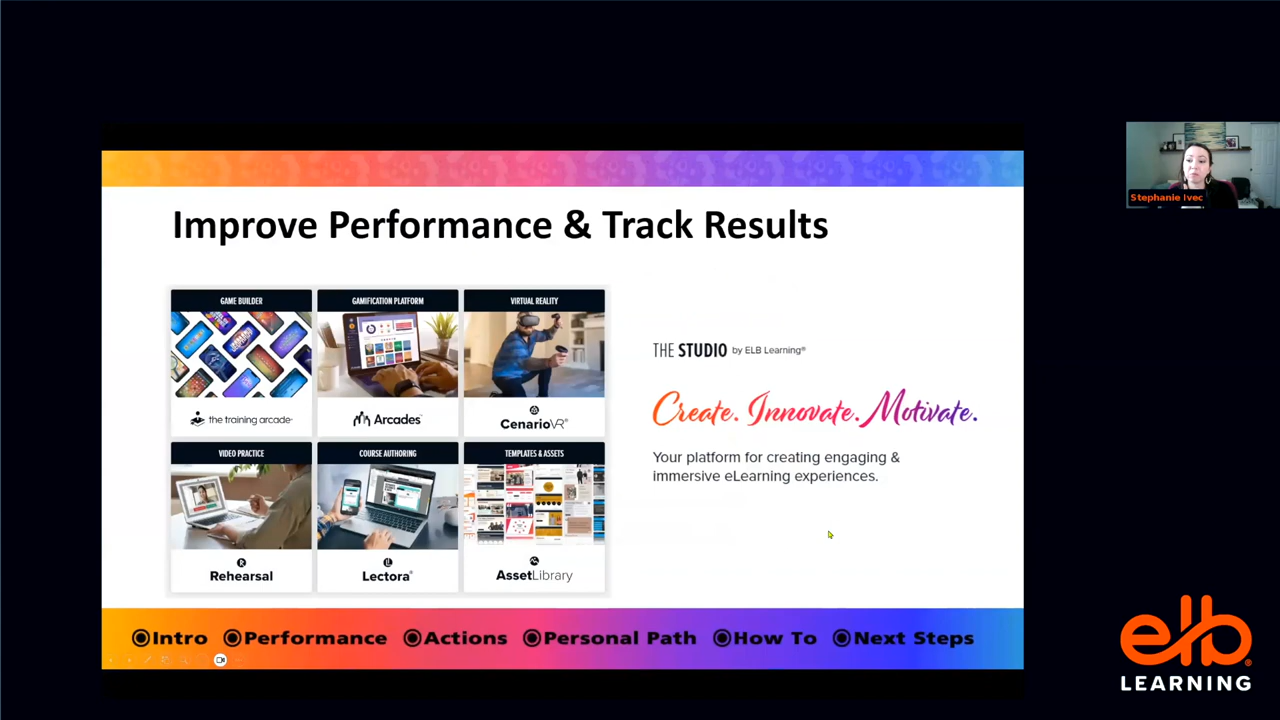 Improve Performance & Track Results
GAME BUILDER
GAMIFICATION PLATFORM
VIRTUAL REALITY
the training arcade
Arcades™
CenarioVR®
VIDEO PRACTICE
COURSE AUTHORING
TEMPLATES & ASSETS
Rehearsal
Lectora®
AssetLibrary
THE STUDIO by ELB Learning®
Create. Innovate. Motivate.
Your platform for creating engaging &
immersive eLearning experiences.
Intro Performance Actions Personal Path How To Next Steps
Stephanie Ivec
elb®
LEARNING